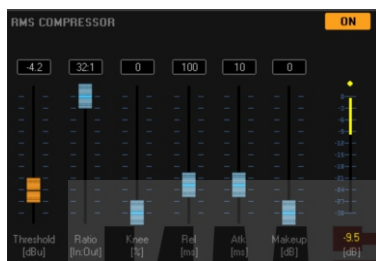 RMS COMPRESSOR ON
-4.2 32:1 0 100 10 0
Threshold Ratio Knee Rel Atk Makeup -9.5
[dBu] [In:Out] [%] [ms] [ms] [dB] [dB]